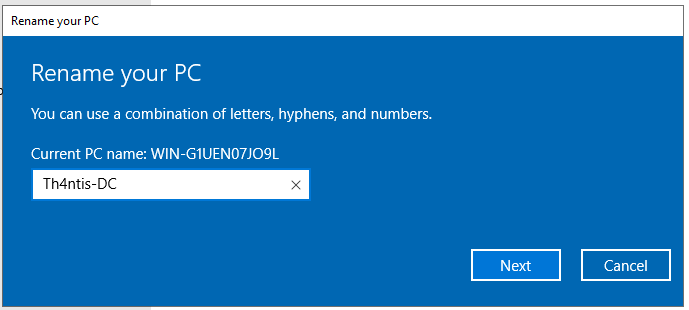 Rename your PC
Rename your PC
You can use a combination of letters, hyphens, and numbers.
Current PC name: WIN-G1UEN07JO9L
Th4ntis-DC
Next
Cancel